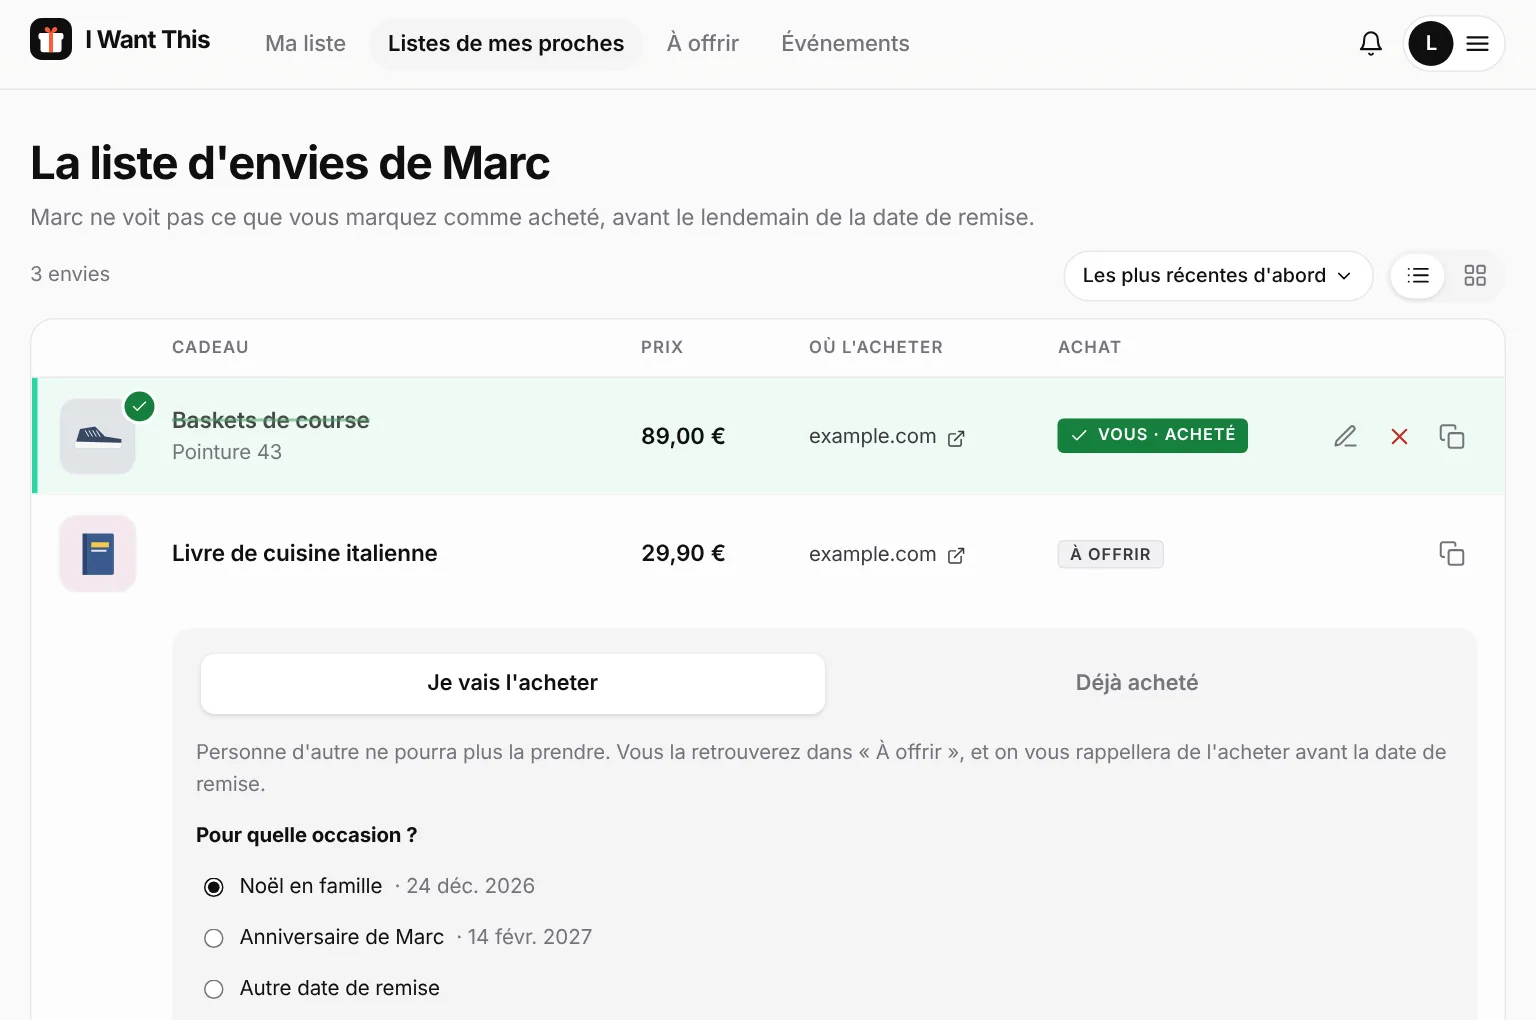 I Want This
Ma liste
Listes de mes proches
À offrir
Événements
L
La liste d'envies de Marc
Marc ne voit pas ce que vous marquez comme acheté, avant le lendemain de la date de remise.
3 envies
Les plus récentes d'abord
CADEAU
PRIX
OÙ L'ACHETER
ACHAT
Baskets de course
Pointure 43
89,00 €
example.com
VOUS · ACHETÉ
Livre de cuisine italienne
29,90 €
example.com
À OFFRIR
Je vais l'acheter
Déjà acheté
Personne d'autre ne pourra plus la prendre. Vous la retrouverez dans « À offrir », et on vous rappellera de l'acheter avant la date de
remise.
Pour quelle occasion ?
Noël en famille · 24 déc. 2026
Anniversaire de Marc · 14 févr. 2027
Autre date de remise